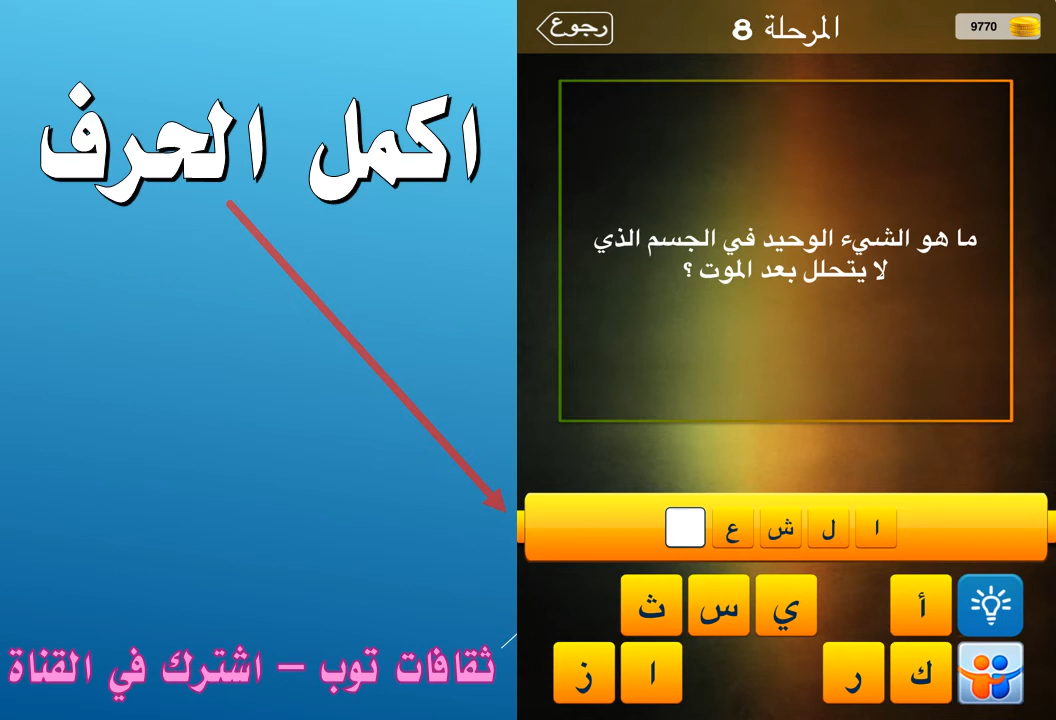 رجوع
المرحلة 8
9770
اكمل الحرف
ما هو الشيء الوحيد في الجسم الذي
لا يتحلل بعد الموت ؟
ا ل ش ع
أ ي س ث
ك ر ا ز
ثقافات توب – اشترك في القناة